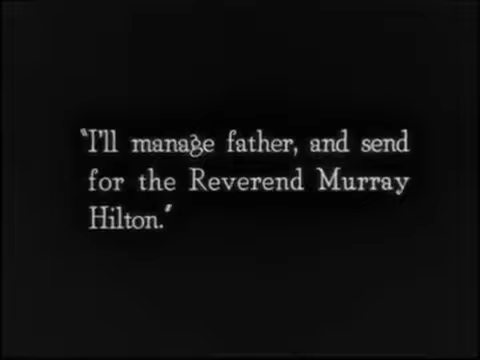 "I'll manage father, and send
for the Reverend Murray
Hilton."